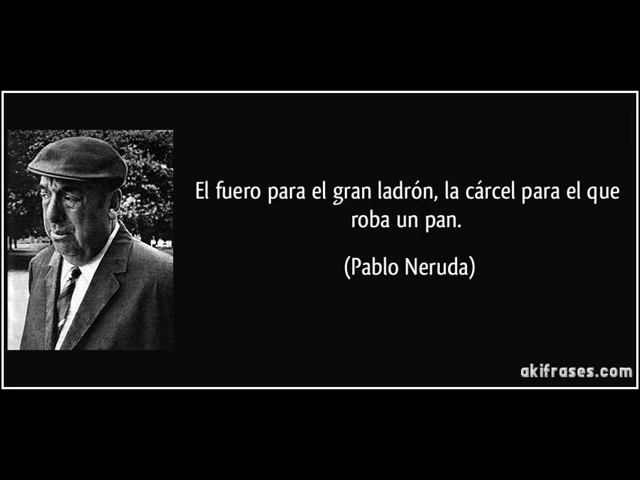 El fuero para el gran ladrón, la cárcel para el que
roba un pan.
(Pablo Neruda)
akifrases.com